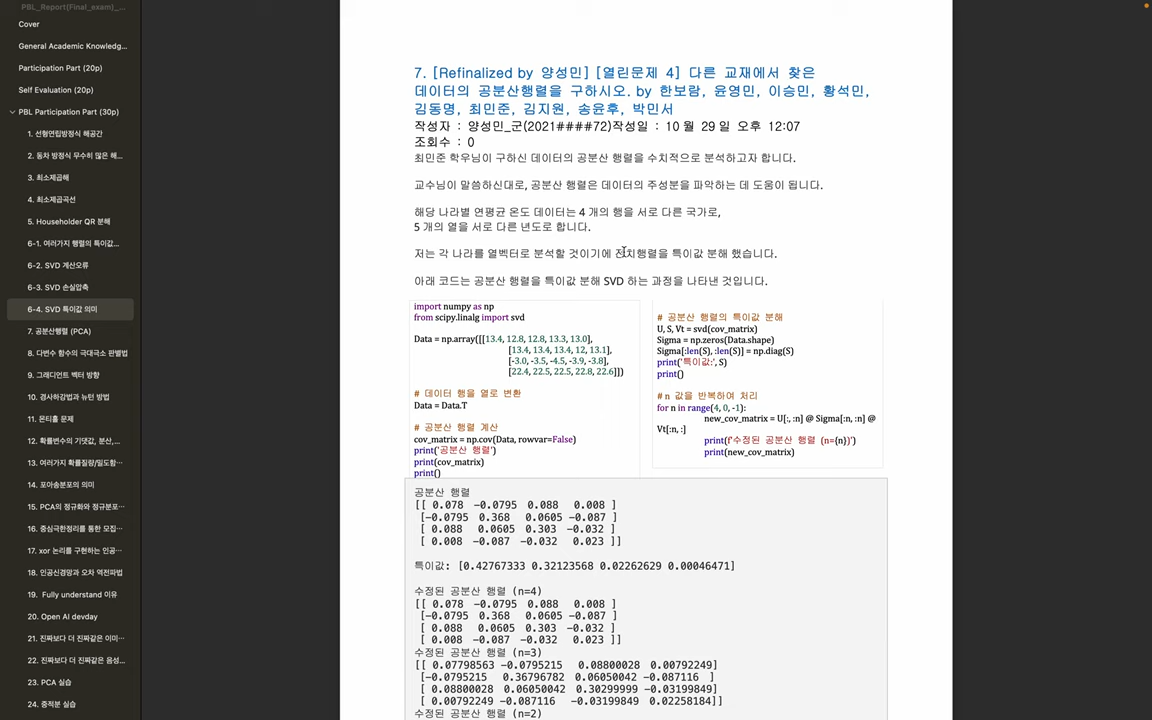 PBL_Report(Final_exam)_...
Cover
General Academic Knowledg...
Participation Part (20p)
Self Evaluation (20p)
PBL Participation Part (30p)
1. 선형연립방정식 해공간
2. 동차 방정식 무수히 많은 해...
3. 최소제곱해
4. 최소제곱곡선
5. Householder QR 분해
6-1. 여러가지 행렬의 특이값...
6-2. SVD 계산오류
6-3. SVD 손실압축
6-4. SVD 특이값 의미
7. 공분산행렬 (PCA)
8. 다변수 함수의 극대극소 판별법
9. 그래디언트 벡터 방향
10. 경사하강법과 뉴턴 방법
11. 몬티홀 문제
12. 확률변수의 기댓값, 분산,...
13. 여러가지 확률질량/밀도함...
14. 포아송분포의 의미
15. PCA의 정규화와 정규분포...
16. 중심극한정리를 통한 모집...
17. xor 논리를 구현하는 인공...
18. 인공신경망과 오차 역전파법
19. Fully understand 이유
20. Open AI devday
21. 진짜보다 더 진짜같은 이미...
22. 진짜보다 더 진짜같은 음성...
23. PCA 실습
24. 중적분 실습
7. [Refinalized by 양성민] [열린문제 4] 다른 교재에서 찾은
데이터의 공분산행렬을 구하시오. by 한보람, 윤영민, 이승민, 황석민,
김동명, 최민준, 김지원, 송윤후, 박민서
작성자 : 양성민_군(2021####72)작성일 : 10 월 29 일 오후 12:07
조회수 : 0
최민준 학우님이 구하신 데이터의 공분산 행렬을 수치적으로 분석하고자 합니다.
교수님이 말씀하신대로, 공분산 행렬은 데이터의 주성분을 파악하는 데 도움이 됩니다.
해당 나라별 연평균 온도 데이터는 4 개의 행을 서로 다른 국가로,
5 개의 열을 서로 다른 년도로 합니다.
저는 각 나라를 열벡터로 분석할 것이기에 전치행렬을 특이값 분해 했습니다.
아래 코드는 공분산 행렬을 특이값 분해 SVD 하는 과정을 나타낸 것입니다.
import numpy as np
from scipy.linalg import svd
Data = np.array([[13.4, 12.8, 12.8, 13.3, 13.0],
[13.4, 13.4, 13.4, 12, 13.1],
[-3.0, -3.5, -4.5, -3.9, -3.8],
[22.4, 22.5, 22.5, 22.8, 22.6]])
# 데이터 행을 열로 변환
Data = Data.T
# 공분산 행렬 계산
cov_matrix = np.cov(Data, rowvar=False)
print('공분산 행렬')
print(cov_matrix)
print()
# 공분산 행렬의 특이값 분해
U, S, Vt = svd(cov_matrix)
Sigma = np.zeros(Data.shape)
Sigma[:len(S), :len(S)] = np.diag(S)
print('특이값:', S)
print()
# n 값을 반복하여 처리
for n in range(4, 0, -1):
new_cov_matrix = U[:, :n] @ Sigma[:n, :n] @
Vt[:n, :]
print(f'수정된 공분산 행렬 (n={n})')
print(new_cov_matrix)
공분산 행렬
[[ 0.078 -0.0795 0.088 0.008 ]
[-0.0795 0.368 0.0605 -0.087 ]
[ 0.088 0.0605 0.303 -0.032 ]
[ 0.008 -0.087 -0.032 0.023 ]]
특이값: [0.42767333 0.32123568 0.02262629 0.00046471]
수정된 공분산 행렬 (n=4)
[[ 0.078 -0.0795 0.088 0.008 ]
[-0.0795 0.368 0.0605 -0.087 ]
[ 0.088 0.0605 0.303 -0.032 ]
[ 0.008 -0.087 -0.032 0.023 ]]
수정된 공분산 행렬 (n=3)
[[ 0.07798563 -0.0795215 0.08800028 0.00792249]
[-0.0795215 0.36796782 0.06050042 -0.087116 ]
[ 0.08800028 0.06050042 0.30299999 -0.03199849]
[ 0.00792249 -0.087116 -0.03199849 0.02258184]]
수정된 공분산 행렬 (n=2)